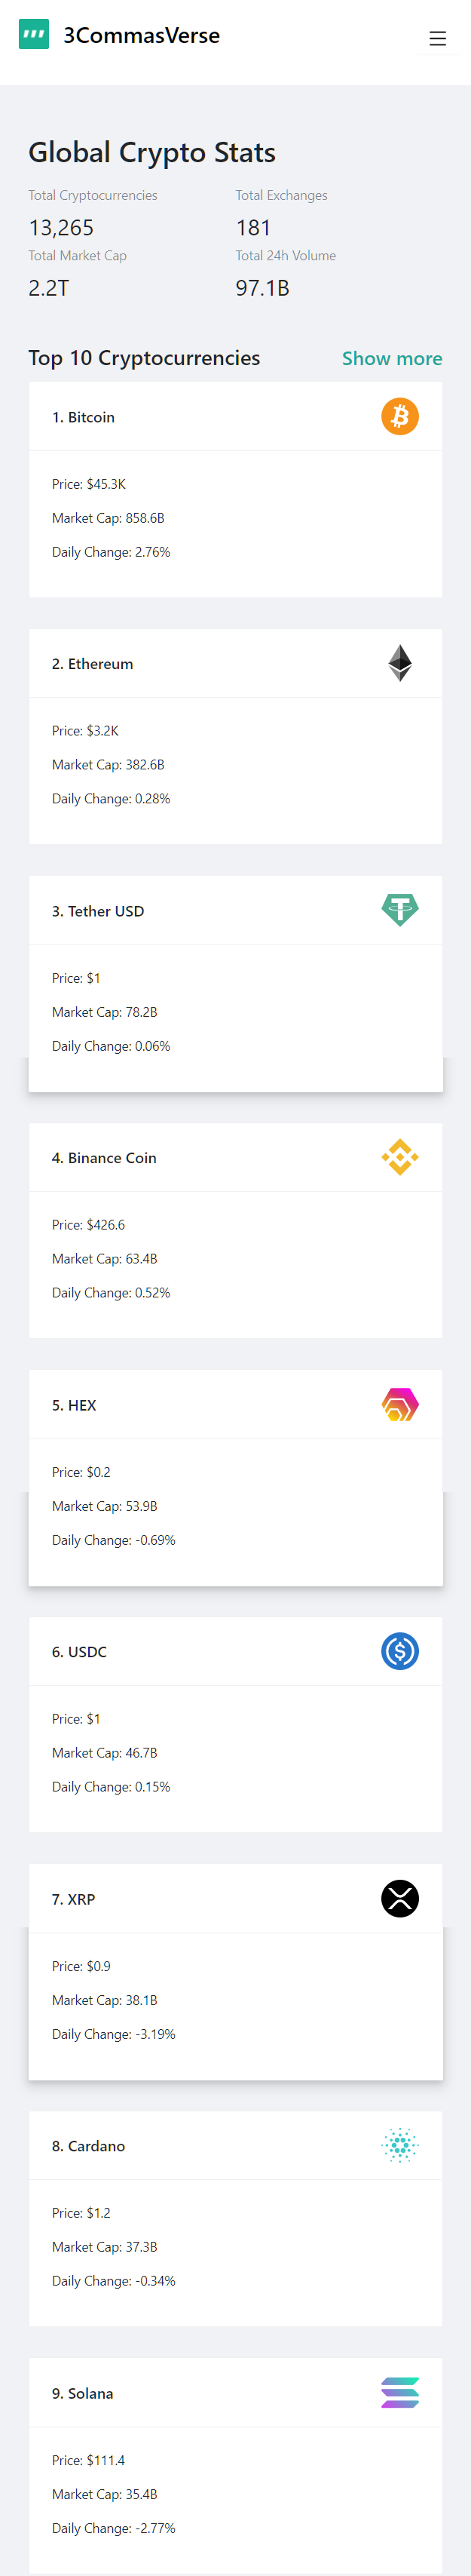 3CommasVerse
Global Crypto Stats
Total Cryptocurrencies
13,265
Total Exchanges
181
Total Market Cap
2.2T
Total 24h Volume
97.1B
Top 10 Cryptocurrencies
Show more
1. Bitcoin
Price: $45.3K
Market Cap: 858.6B
Daily Change: 2.76%
2. Ethereum
Price: $3.2K
Market Cap: 382.6B
Daily Change: 0.28%
3. Tether USD
Price: $1
Market Cap: 78.2B
Daily Change: 0.06%
4. Binance Coin
Price: $426.6
Market Cap: 63.4B
Daily Change: 0.52%
5. HEX
Price: $0.2
Market Cap: 53.9B
Daily Change: -0.69%
6. USDC
Price: $1
Market Cap: 46.7B
Daily Change: 0.15%
7. XRP
Price: $0.9
Market Cap: 38.1B
Daily Change: -3.19%
8. Cardano
Price: $1.2
Market Cap: 37.3B
Daily Change: -0.34%
9. Solana
Price: $111.4
Market Cap: 35.4B
Daily Change: -2.77%